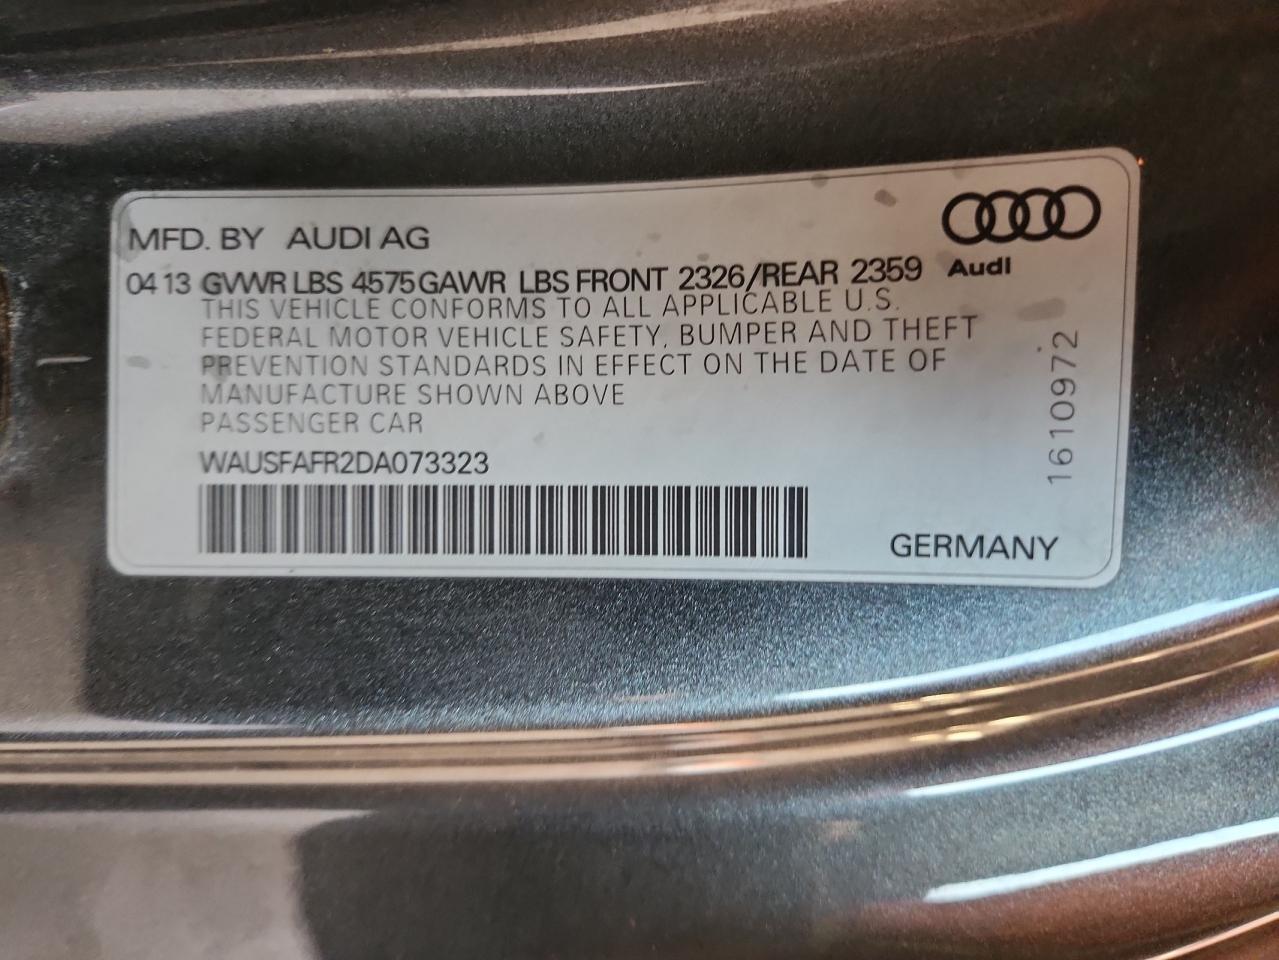 MFD. BY AUDI AG
04 13 GVWR LBS 4575 GAWR LBS FRONT 2326/REAR 2359
Audi
THIS VEHICLE CONFORMS TO ALL APPLICABLE U.S.
FEDERAL MOTOR VEHICLE SAFETY, BUMPER AND THEFT
PREVENTION STANDARDS IN EFFECT ON THE DATE OF
MANUFACTURE SHOWN ABOVE
PASSENGER CAR
WAUSFAFR2DA073323
GERMANY
1610972